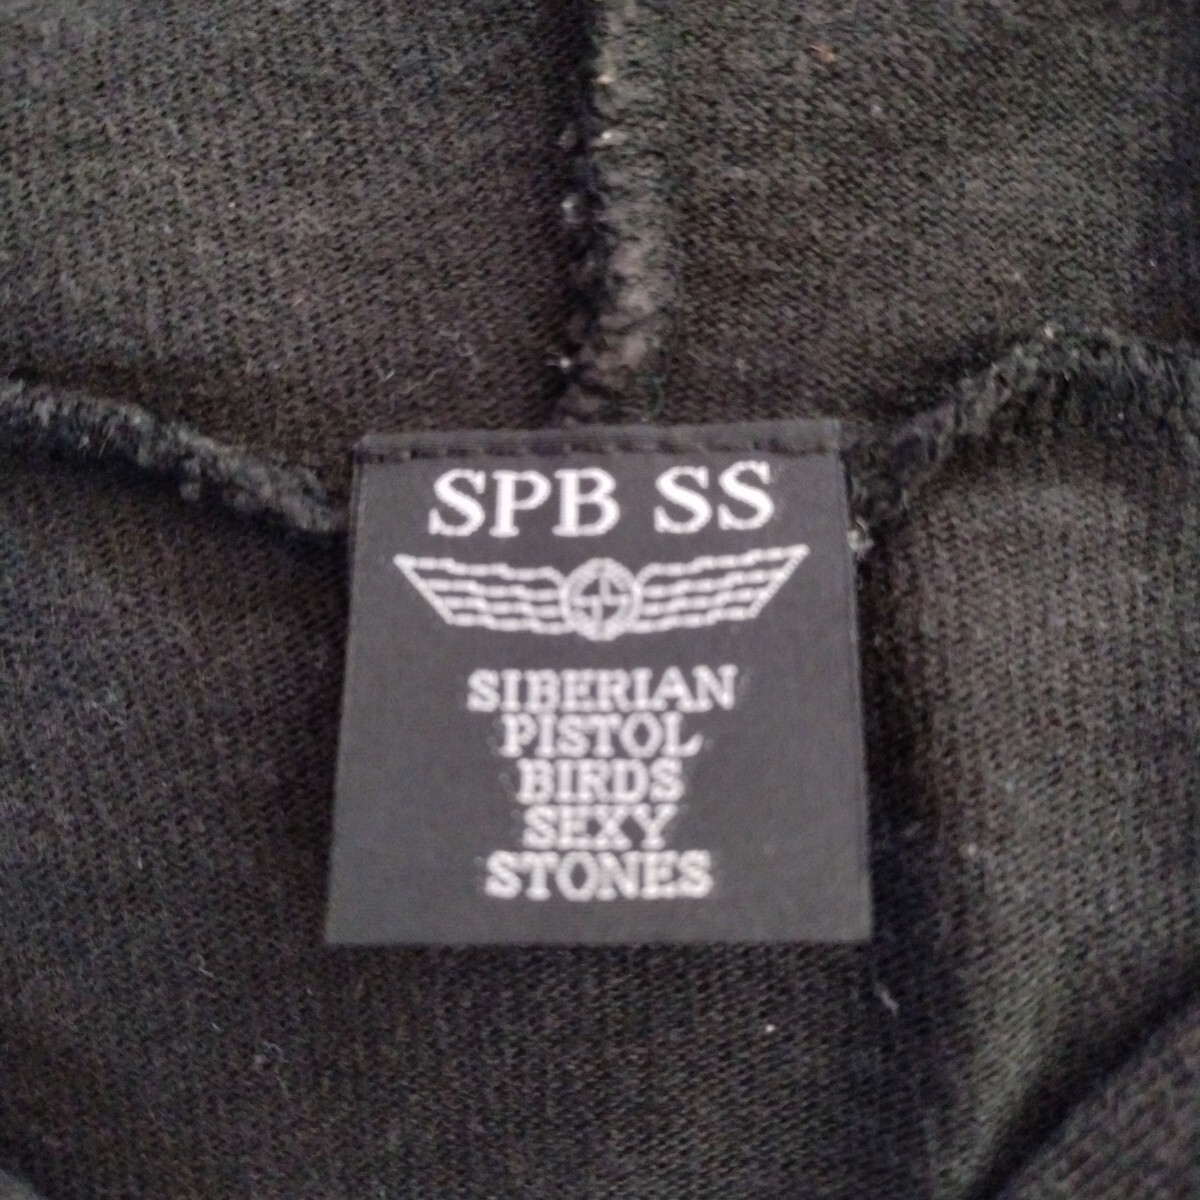 SPB SS
SIBERIAN
PISTOL
BIRDS
SEXY
STONES